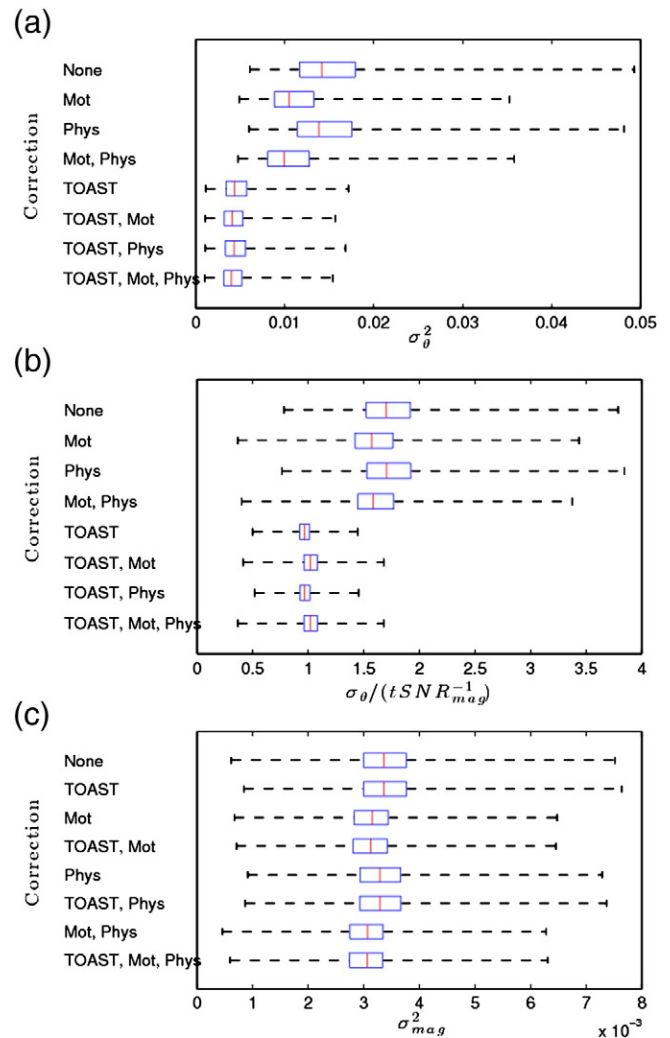 (a)
None
Mot
Phys
Mot, Phys
TOAST
TOAST, Mot
TOAST, Phys
TOAST, Mot, Phys
Correction
0 0.01 0.02 0.03 0.04 0.05
σ²_θ
(b)
None
Mot
Phys
Mot, Phys
TOAST
TOAST, Mot
TOAST, Phys
TOAST, Mot, Phys
Correction
0 0.5 1 1.5 2 2.5 3 3.5 4
σ_θ/(tSNR⁻¹_mag)
(c)
None
TOAST
Mot
TOAST, Mot
Phys
TOAST, Phys
Mot, Phys
TOAST, Mot, Phys
Correction
0 1 2 3 4 5 6 7 8
σ²_mag
x 10⁻³